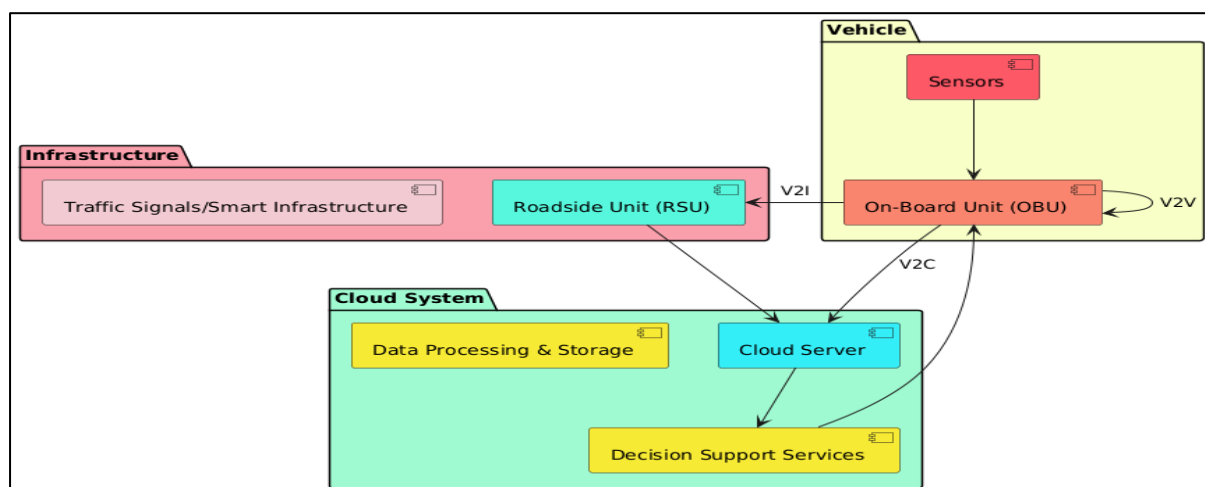 Vehicle
Sensors
Infrastructure
Traffic Signals/Smart Infrastructure
Roadside Unit (RSU)
V2I
On-Board Unit (OBU)
V2V
V2C
Cloud System
Data Processing & Storage
Cloud Server
Decision Support Services